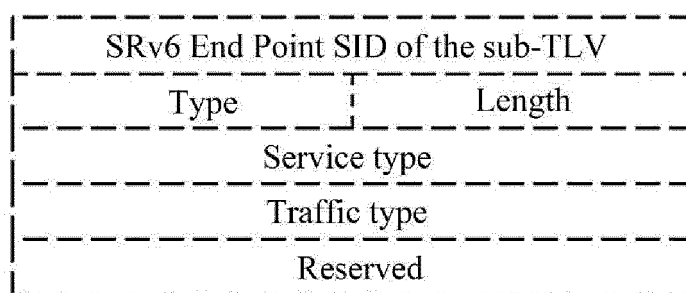 SRv6 End Point SID of the sub-TLV
Type Length
Service type
Traffic type
Reserved